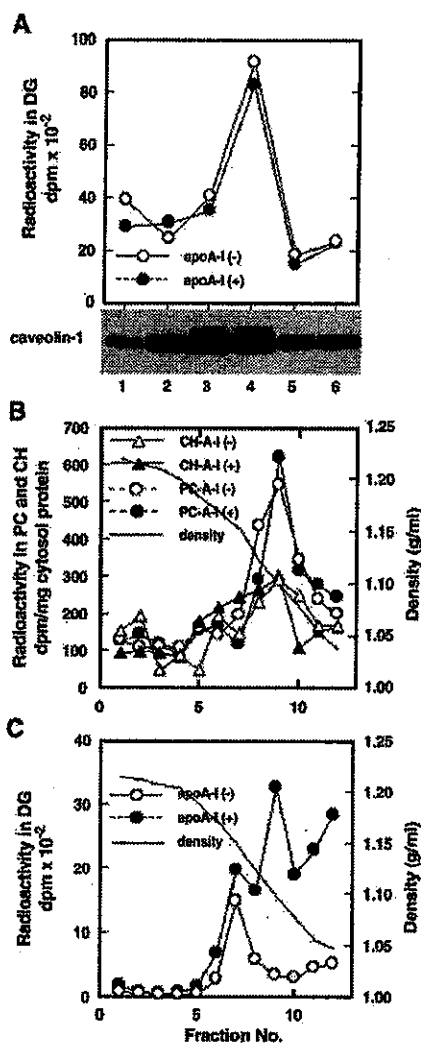 A
Radioactivity in DG
dpm x 10-2
100
80
60
40
20
0
apoA-I (-)
apoA-I (+)
caveolin-1
1 2 3 4 5 6
B
Radioactivity in PC and CH
dpm/mg cytosol protein
700
600
500
400
300
200
100
0
CH-A-I (-)
CH-A-I (+)
PC-A-I (-)
PC-A-I (+)
density
1.25
1.20
1.15
1.10
1.05
1.00
Density (g/ml)
0 5 10
C
Radioactivity in DG
dpm x 10-2
40
30
20
10
0
apoA-I (-)
apoA-I (+)
density
1.25
1.20
1.15
1.10
1.05
1.00
Density (g/ml)
0 5 10
Fraction No.